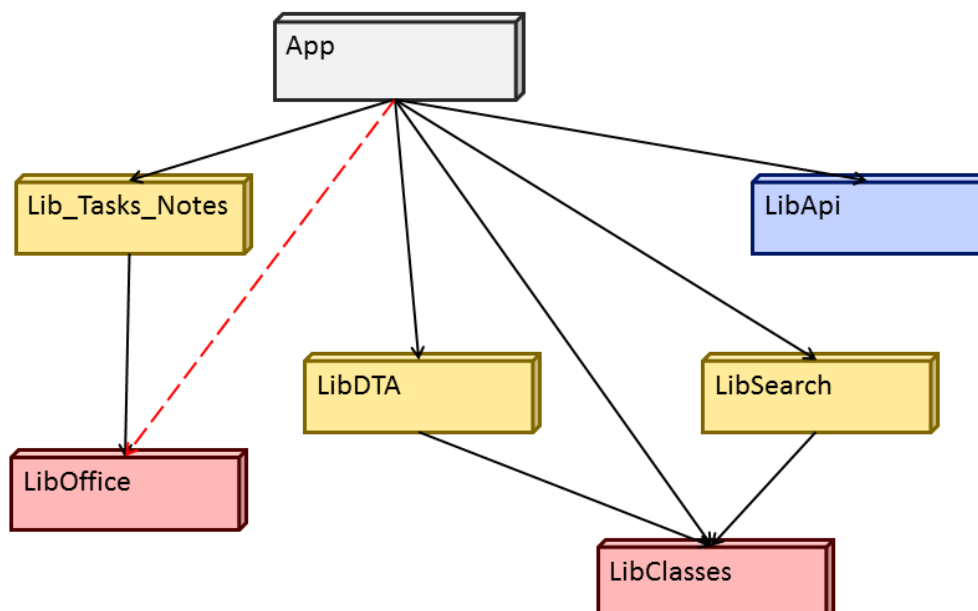 App
Lib_Tasks_Notes
LibApi
LibDTA
LibSearch
LibOffice
LibClasses